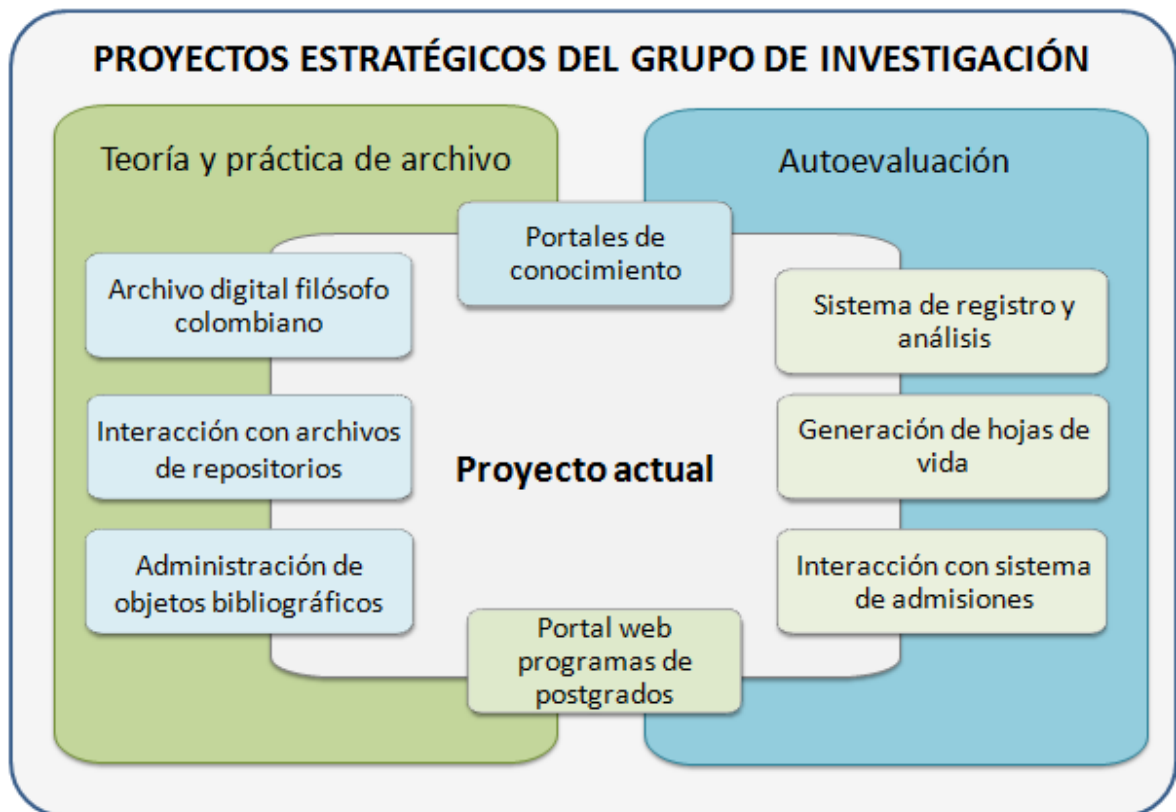 PROYECTOS ESTRATÉGICOS DEL GRUPO DE INVESTIGACIÓN
Teoría y práctica de archivo
Autoevaluación
Portales de
conocimiento
Archivo digital filósofo
colombiano
Sistema de registro y
análisis
Interacción con archivos
de repositorios
Proyecto actual
Generación de hojas de
vida
Administración de
objetos bibliográficos
Interacción con sistema
de admisiones
Portal web
programas de
postgrados